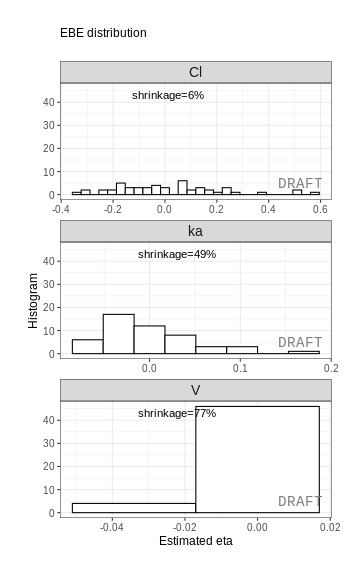 EBE distribution
Cl
shrinkage=6%
40
30
20
10
0
DRAFT
-0.4 -0.2 0.0 0.2 0.4 0.6
ka
shrinkage=49%
40
30
20
10
0
DRAFT
0.0 0.1 0.2
Histogram
V
shrinkage=77%
40
30
20
10
0
DRAFT
-0.04 -0.02 0.00 0.02
Estimated eta